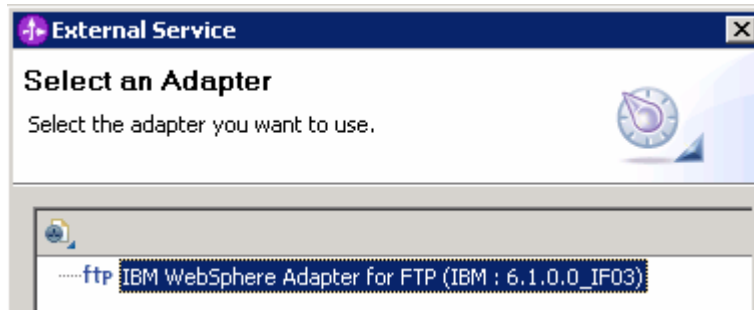 External Service
Select an Adapter
Select the adapter you want to use.
ftp IBM WebSphere Adapter for FTP (IBM : 6.1.0.0_IF03)